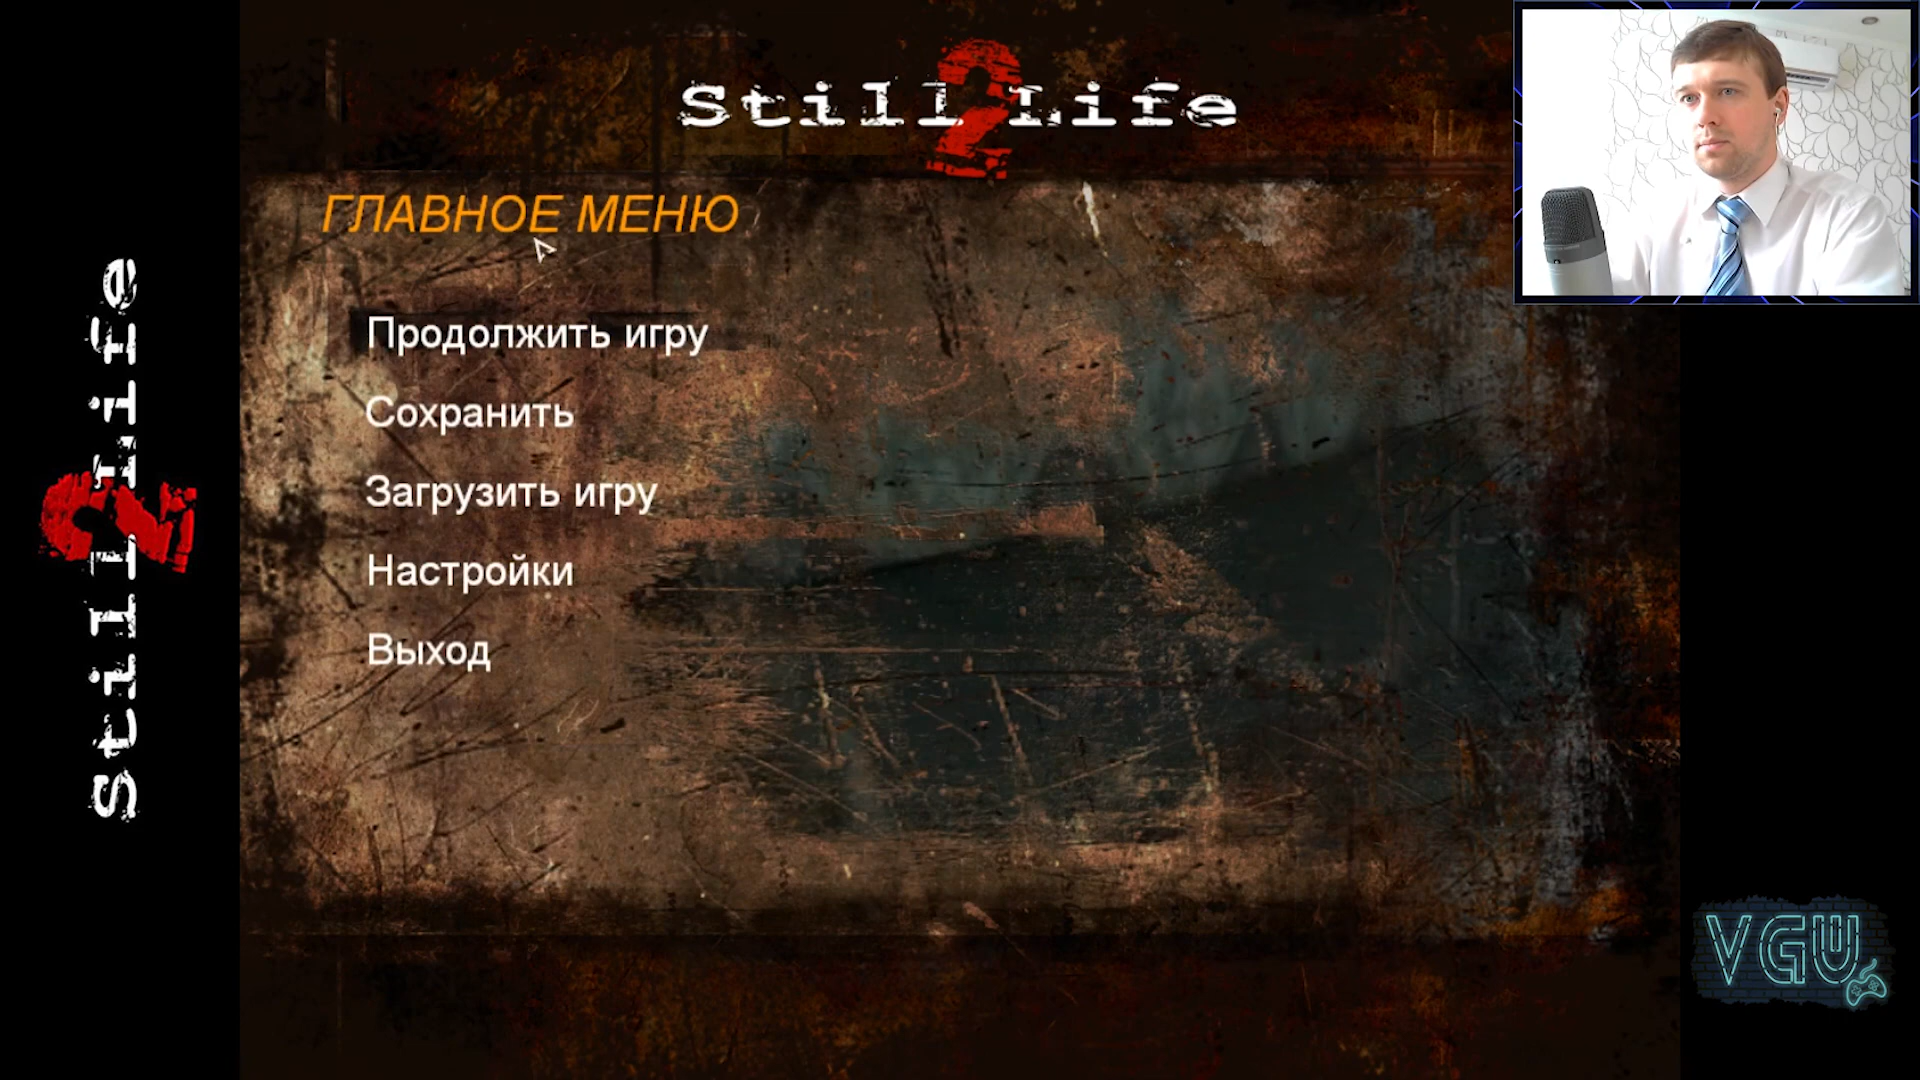 Still 2 Life
ГЛАВНОЕ МЕНЮ
Продолжить игру
Сохранить
Загрузить игру
Настройки
Выход
Still 2 Life
VGU